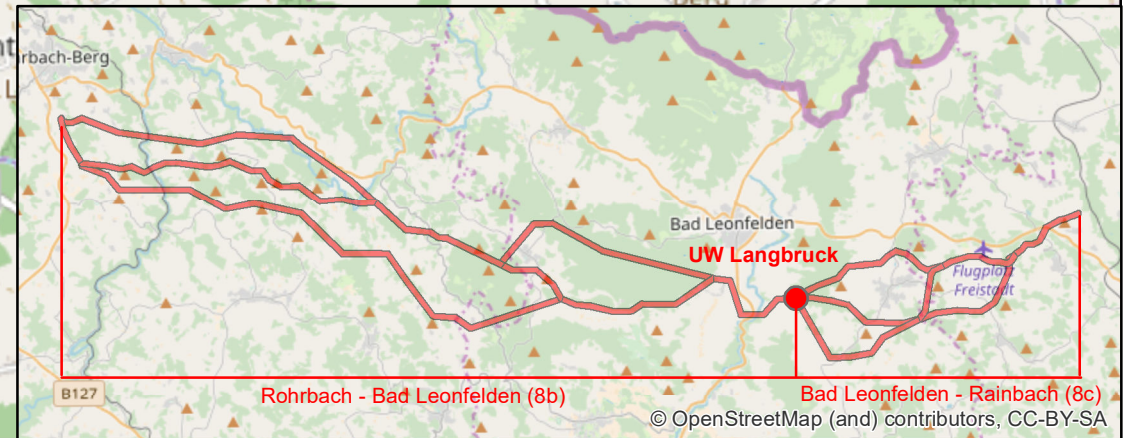 rbach-Berg
Bad Leonfelden
UW Langbruck
Flugplatz
Freistadt
B127
Rohrbach - Bad Leonfelden (8b)
Bad Leonfelden - Rainbach (8c)
© OpenStreetMap (and) contributors, CC-BY-SA